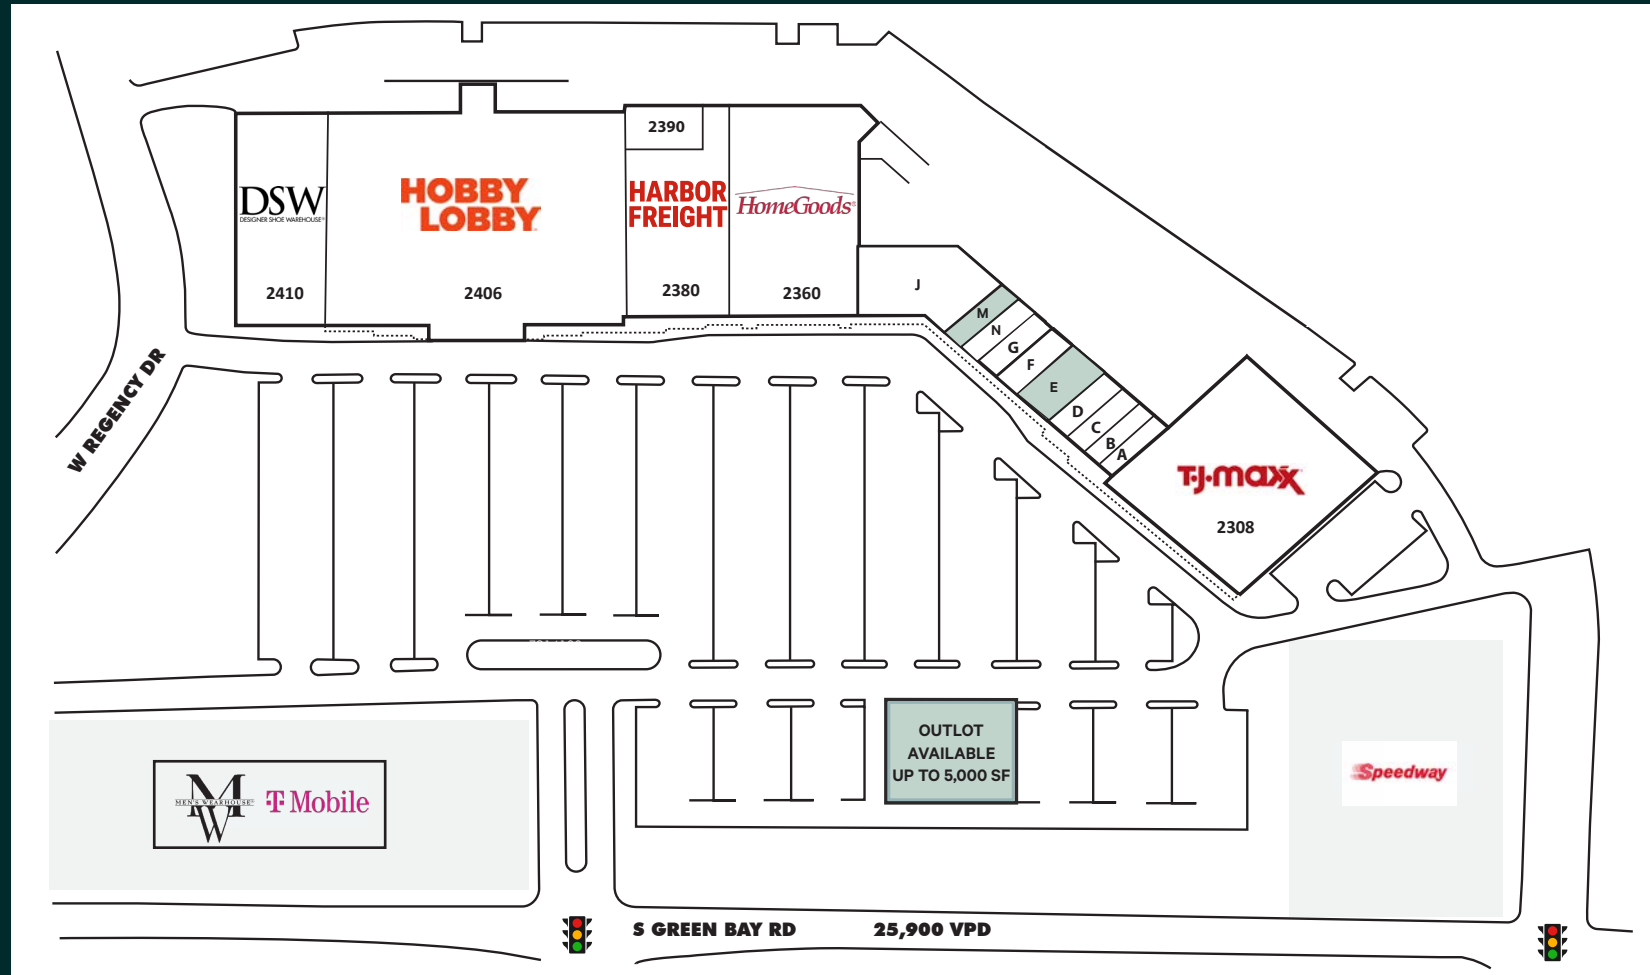 2390
DSW
DESIGNER SHOE WAREHOUSE®
HOBBY
LOBBY
HARBOR
FREIGHT
HomeGoods®
2410
2406
2380
2360
J
M
N
G
F
E
D
C
B
A
T·J·maxx
2308
W REGENCY DR
OUTLOT
AVAILABLE
UP TO 5,000 SF
M
MEN'S WEARHOUSE®
W
T Mobile
Speedway
S GREEN BAY RD
25,900 VPD